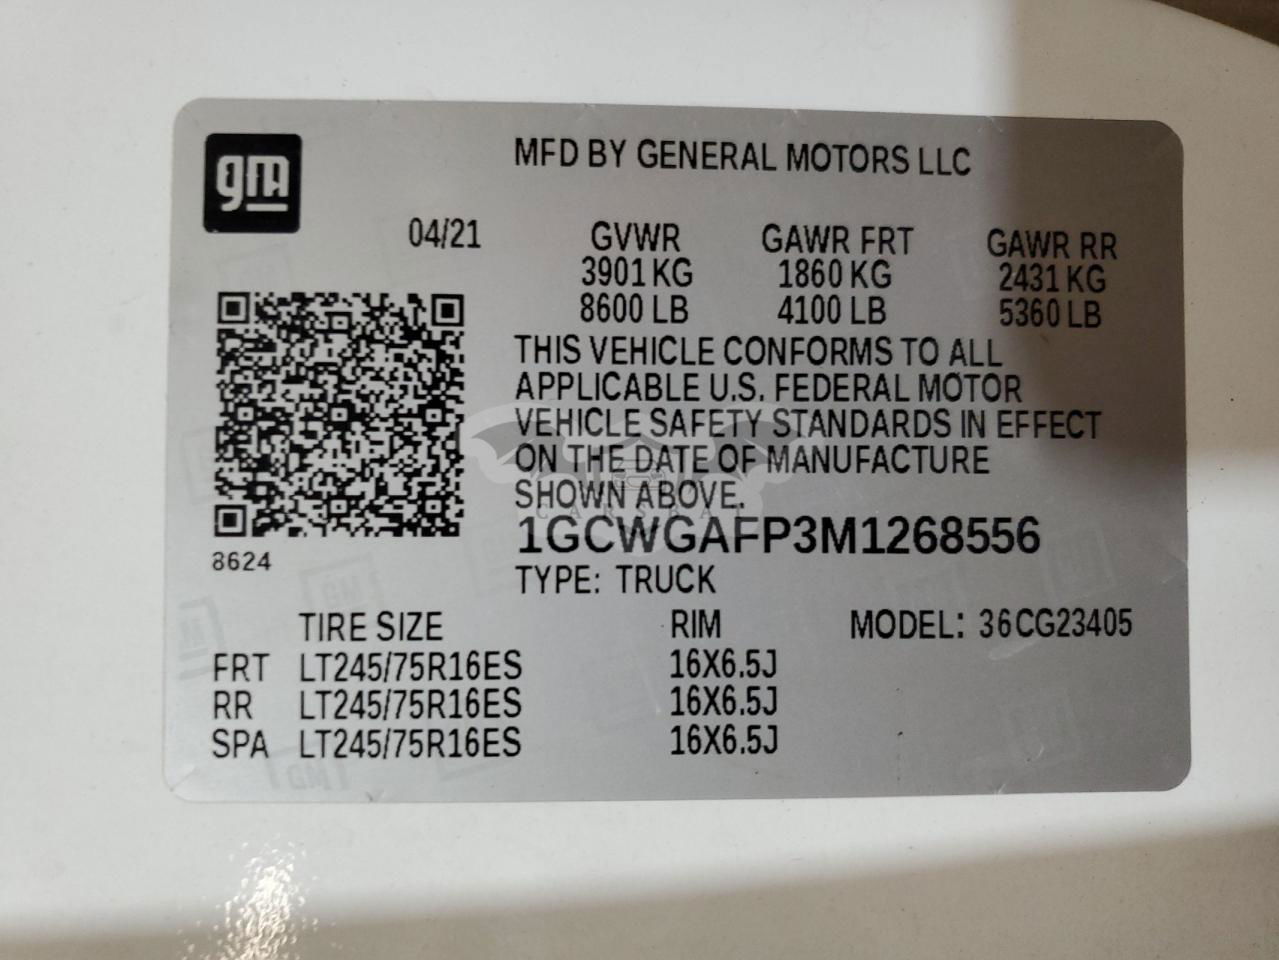 gm
MFD BY GENERAL MOTORS LLC
04/21 GVWR GAWR FRT GAWR RR
3901 KG 1860 KG 2431 KG
8600 LB 4100 LB 5360 LB
THIS VEHICLE CONFORMS TO ALL
APPLICABLE U.S. FEDERAL MOTOR
VEHICLE SAFETY STANDARDS IN EFFECT
ON THE DATE OF MANUFACTURE
SHOWN ABOVE.
CARSBAT
1GCWGAFP3M1268556
8624
TYPE: TRUCK
TIRE SIZE RIM MODEL: 36CG23405
FRT LT245/75R16ES 16X6.5J
RR LT245/75R16ES 16X6.5J
SPA LT245/75R16ES 16X6.5J